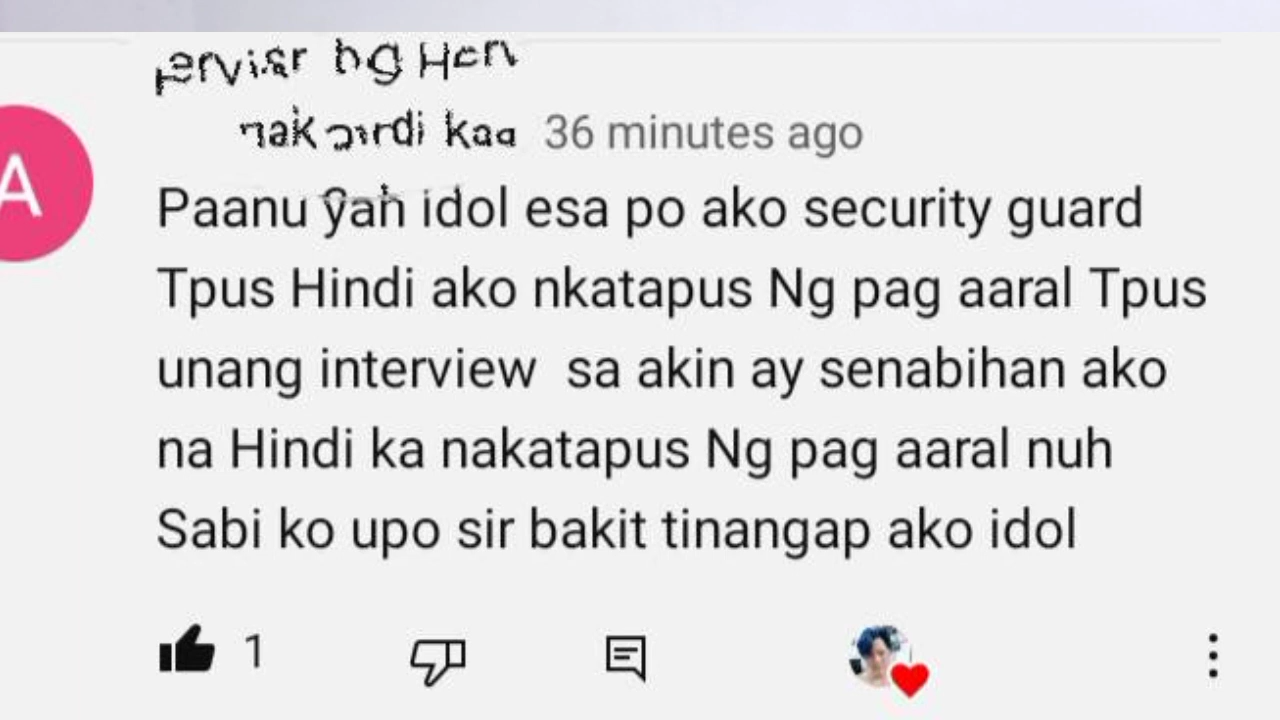 A
36 minutes ago
Paanu yah idol esa po ako security guard
Tpus Hindi ako nkatapus Ng pag aaral Tpus
unang interview sa akin ay senabihan ako
na Hindi ka nakatapus Ng pag aaral nuh
Sabi ko upo sir bakit tinangap ako idol
1